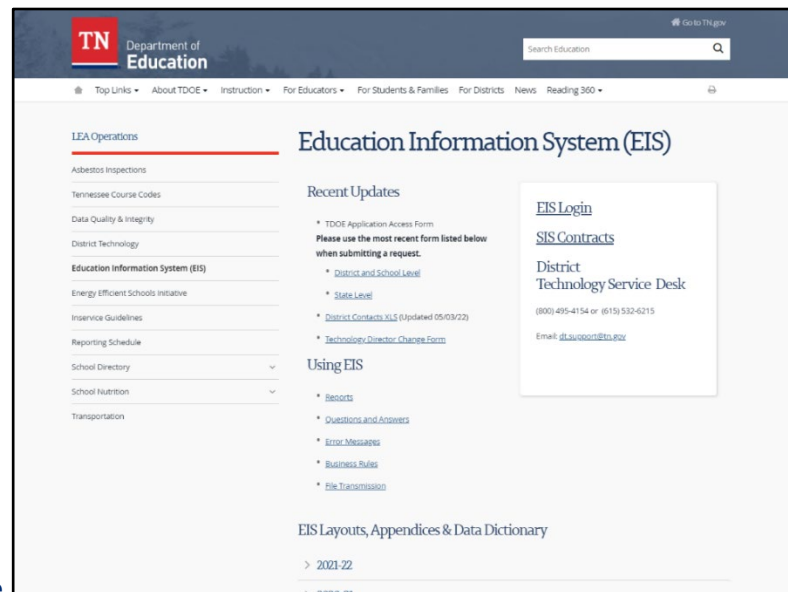 Go to TN.gov
TN
Department of
Education
Search Education
Top Links
About TDOE
Instruction
For Educators
For Students & Families
For Districts
News
Reading 360
LEA Operations
Asbestos Inspections
Tennessee Course Codes
Data Quality & Integrity
District Technology
Education Information System (EIS)
Energy Efficient Schools Initiative
Inservice Guidelines
Reporting Schedule
School Directory
School Nutrition
Transportation
Education Information System (EIS)
Recent Updates
TDOE Application Access Form
Please use the most recent form listed below
when submitting a request.
District and School Level
State Level
District Contacts XLS (Updated 05/03/22)
Technology Director Change Form
Using EIS
Reports
Questions and Answers
Error Messages
Business Rules
File Transmission
EIS Login
SIS Contracts
District
Technology Service Desk
(800) 495-4154 or (615) 532-6215
Email: dt.support@tn.gov
EIS Layouts, Appendices & Data Dictionary
> 2021-22